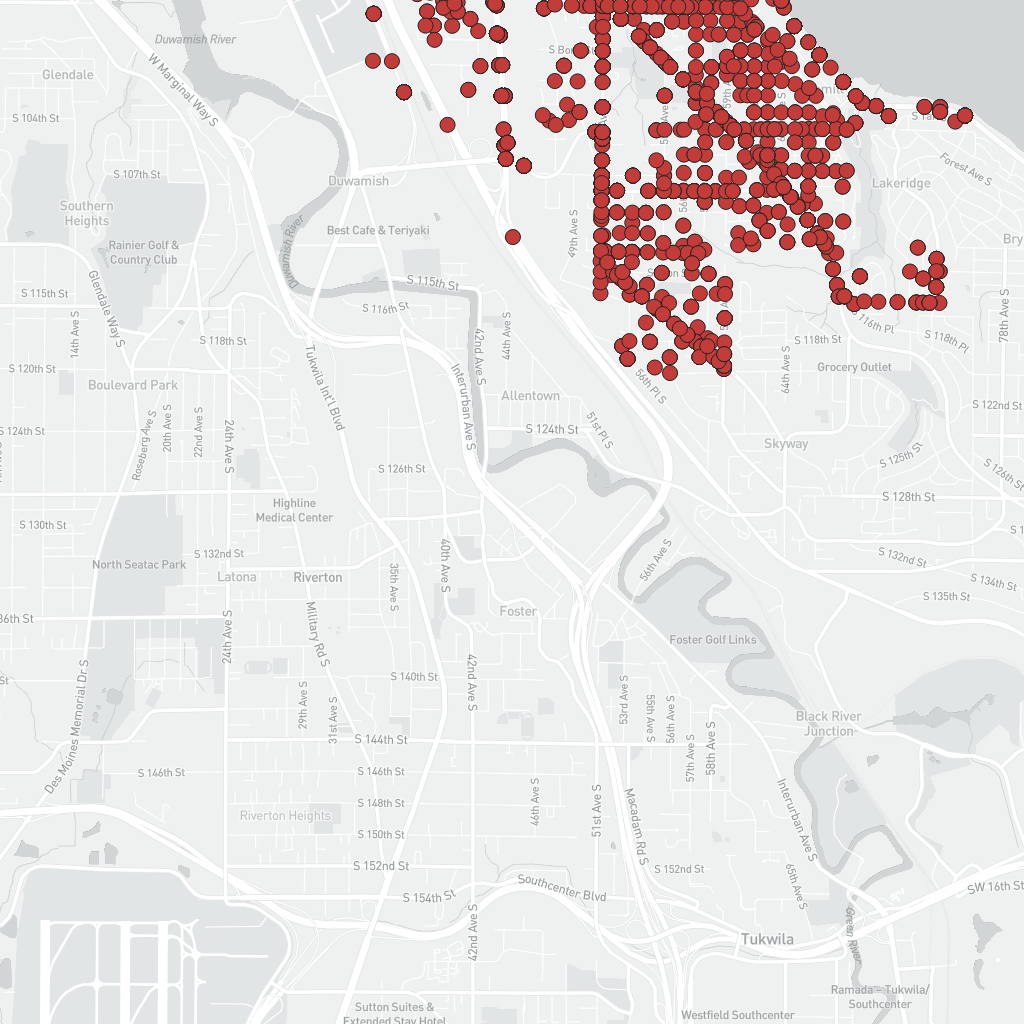 Duwamish River
S Bo
Glendale
W Marginal Way S
59th
S 104th St
S 107th St
Duwamish
Forest Ave S
Lakeridge
Southern
Heights
Duwamish River
49th Ave S
Best Cafe & Teriyaki
Rainier Golf &
Country Club
Bry
S 115th St
Glendale Way S
S 115th St
S 116th St
S 116th Pl
78th Ave S
14th Ave S
S 118th St
42nd Ave S
44th Ave S
S 118th St
S 118th Pl
64th Ave S
S 120th St
Tukwila Int'l Blvd
Interurban Ave S
Grocery Outlet
Boulevard Park
56th Pl S
Allentown
S 122nd St
S 124th St
Roseberg Ave S
20th Ave S
22nd Ave S
24th Ave S
S 124th St
51st Pl S
Skyway
S 125th St
S 126th St
S 126th St
Highline
Medical Center
S 128th St
S 130th St
S 132nd St
S 132nd St
North Seatac Park
40th Ave S
56th Ave S
Latona
Riverton
35th Ave S
S 134th St
S 135th St
36th St
Foster
24th Ave S
Military Rd S
Foster Golf Links
Des Moines Memorial Dr S
S 140th St
42nd Ave S
29th Ave S
31st Ave S
53rd Ave S
55th Ave S
56th Ave S
57th Ave S
58th Ave S
Black River
Junction
S 144th St
S 146th St
S 146th St
46th Ave S
Interurban Ave S
S 148th St
Macadam Rd S
51st Ave S
Riverton Heights
S 150th St
S 152nd St
S 152nd St
65th Ave S
Southcenter Blvd
S 154th St
SW 16th St
42nd Ave S
Green River
Tukwila
Ramada - Tukwila/
Southcenter
Sutton Suites &
Extended Stay Hotel
Westfield Southcenter